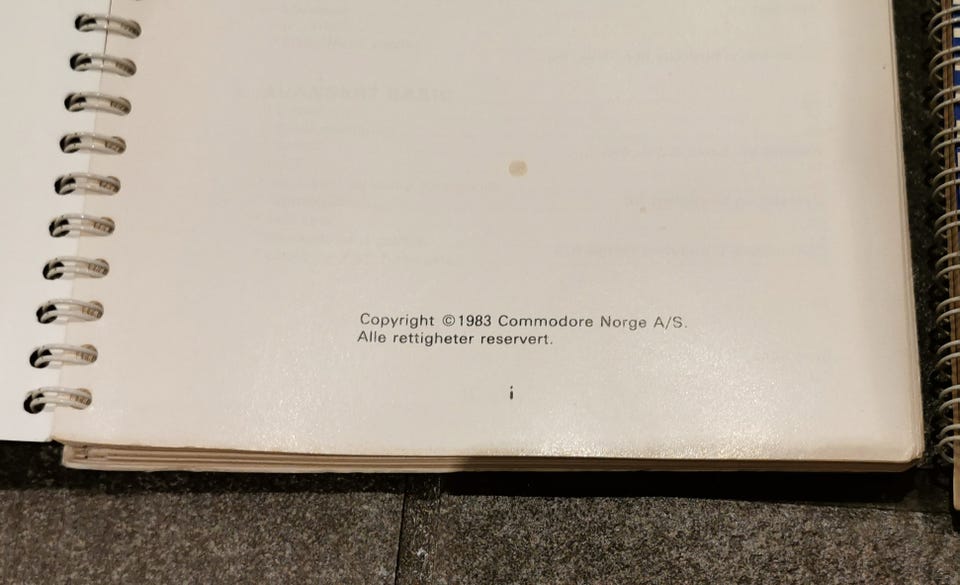 Copyright ©1983 Commodore Norge A/S.
Alle rettigheter reservert.
i